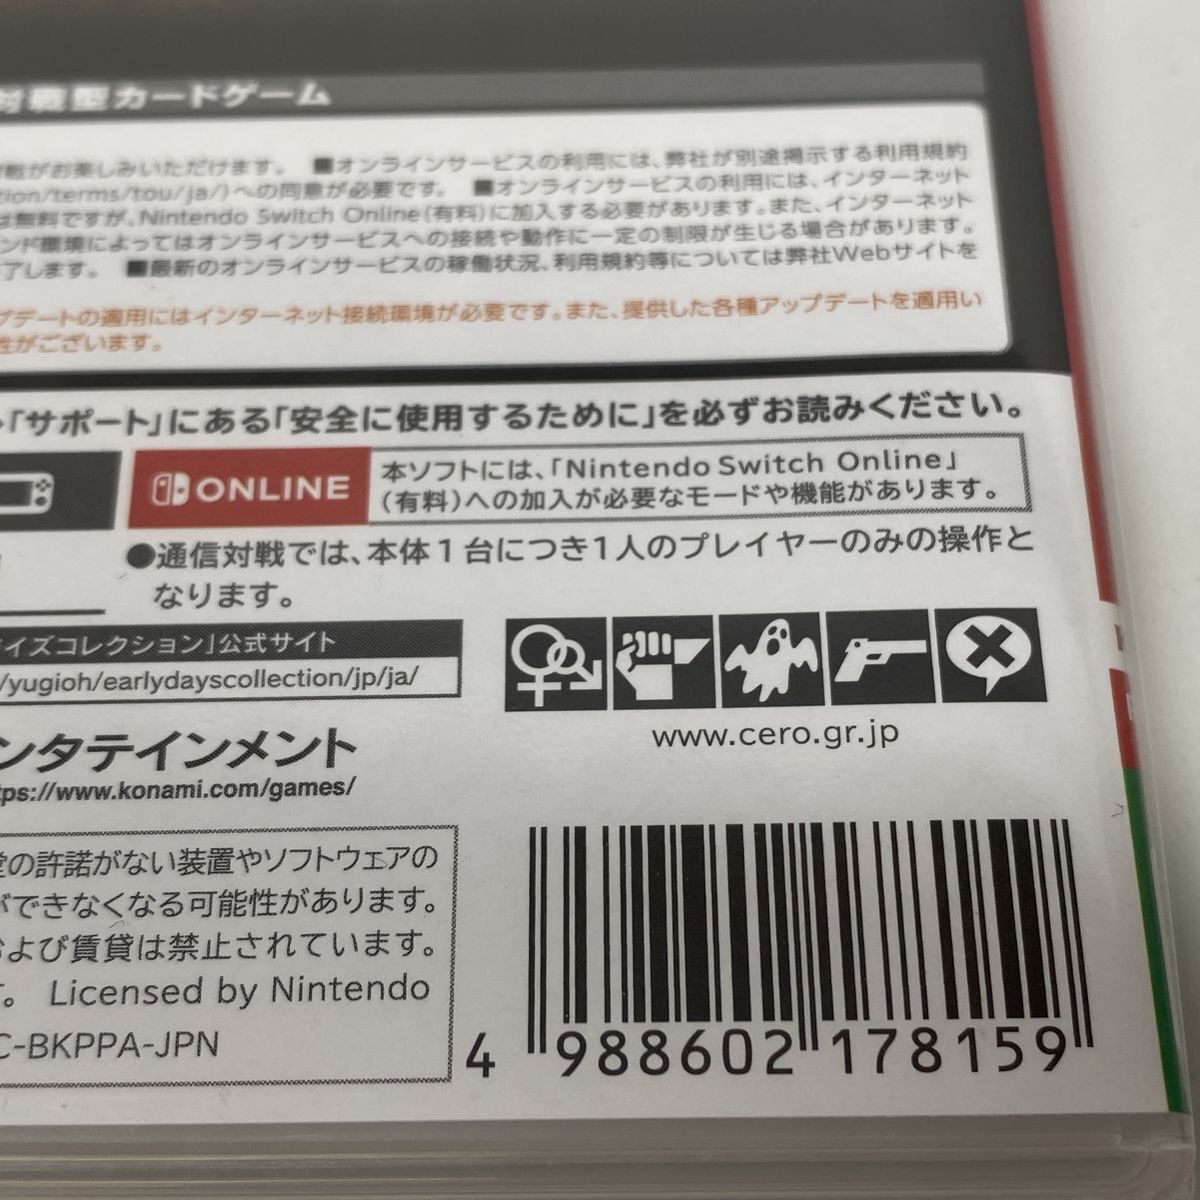 対戦型カードゲーム
戦がお楽しみいただけます。 ■オンラインサービスの利用には、弊社が別途掲示する利用規約
tion/terms/tou/ja/)への同意が必要です。 ■オンラインサービスの利用には、インターネット
は無料ですが、Nintendo Switch Online(有料)に加入する必要があります。また、インターネット
ンド環境によってはオンラインサービスへの接続や動作に一定の制限が生じる場合があります。
了します。 ■最新のオンラインサービスの稼働状況、利用規約等については弊社Webサイトを
プデートの適用にはインターネット接続環境が必要です。また、提供した各種アップデートを適用い
性がございます。
「サポート」にある「安全に使用するために」を必ずお読みください。
ONLINE
本ソフトには、「Nintendo Switch Online」
(有料)への加入が必要なモードや機能があります。
●通信対戦では、本体1台につき1人のプレイヤーのみの操作と
なります。
イズコレクション」公式サイト
/yugioh/earlydayscollection/jp/ja/
www.cero.gr.jp
ンタテインメント
tps://www.konami.com/games/
堂の許諾がない装置やソフトウェアの
ができなくなる可能性があります。
および賃貸は禁止されています。
す。 Licensed by Nintendo
C-BKPPA-JPN
4 988602 178159